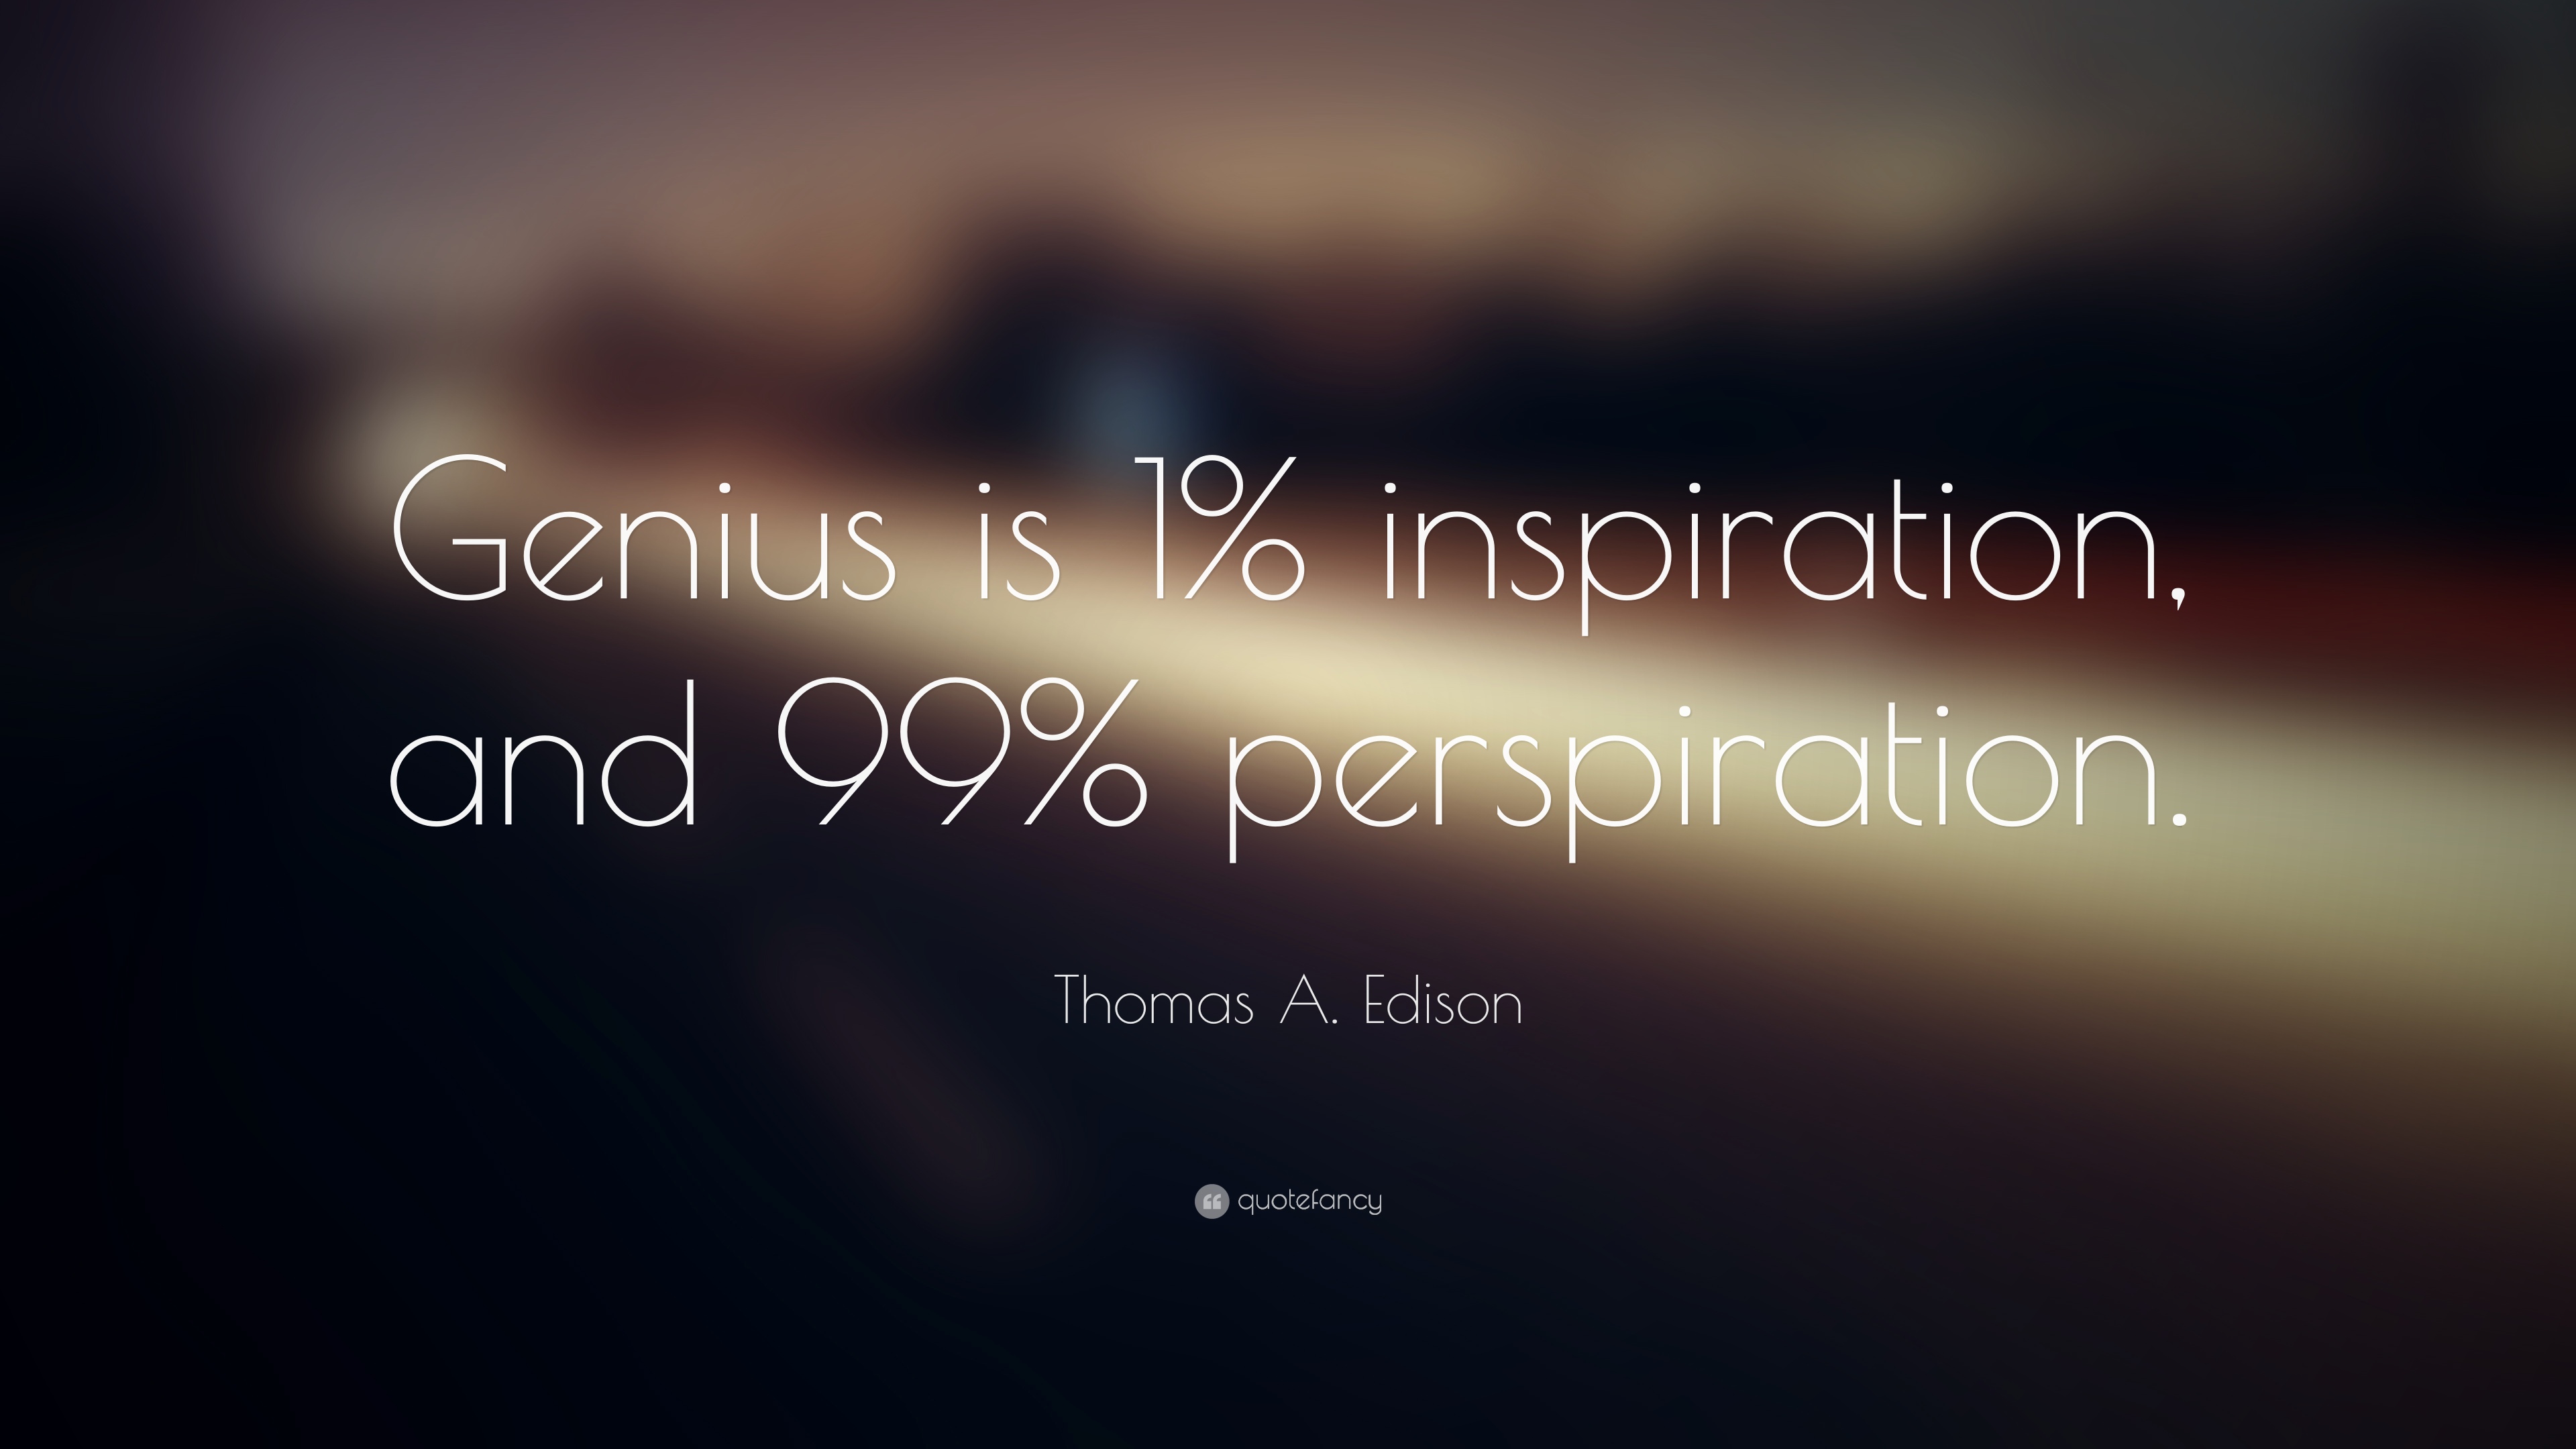 Genius is 1% inspiration,
and 99% perspiration.
Thomas A. Edison
quotefancy